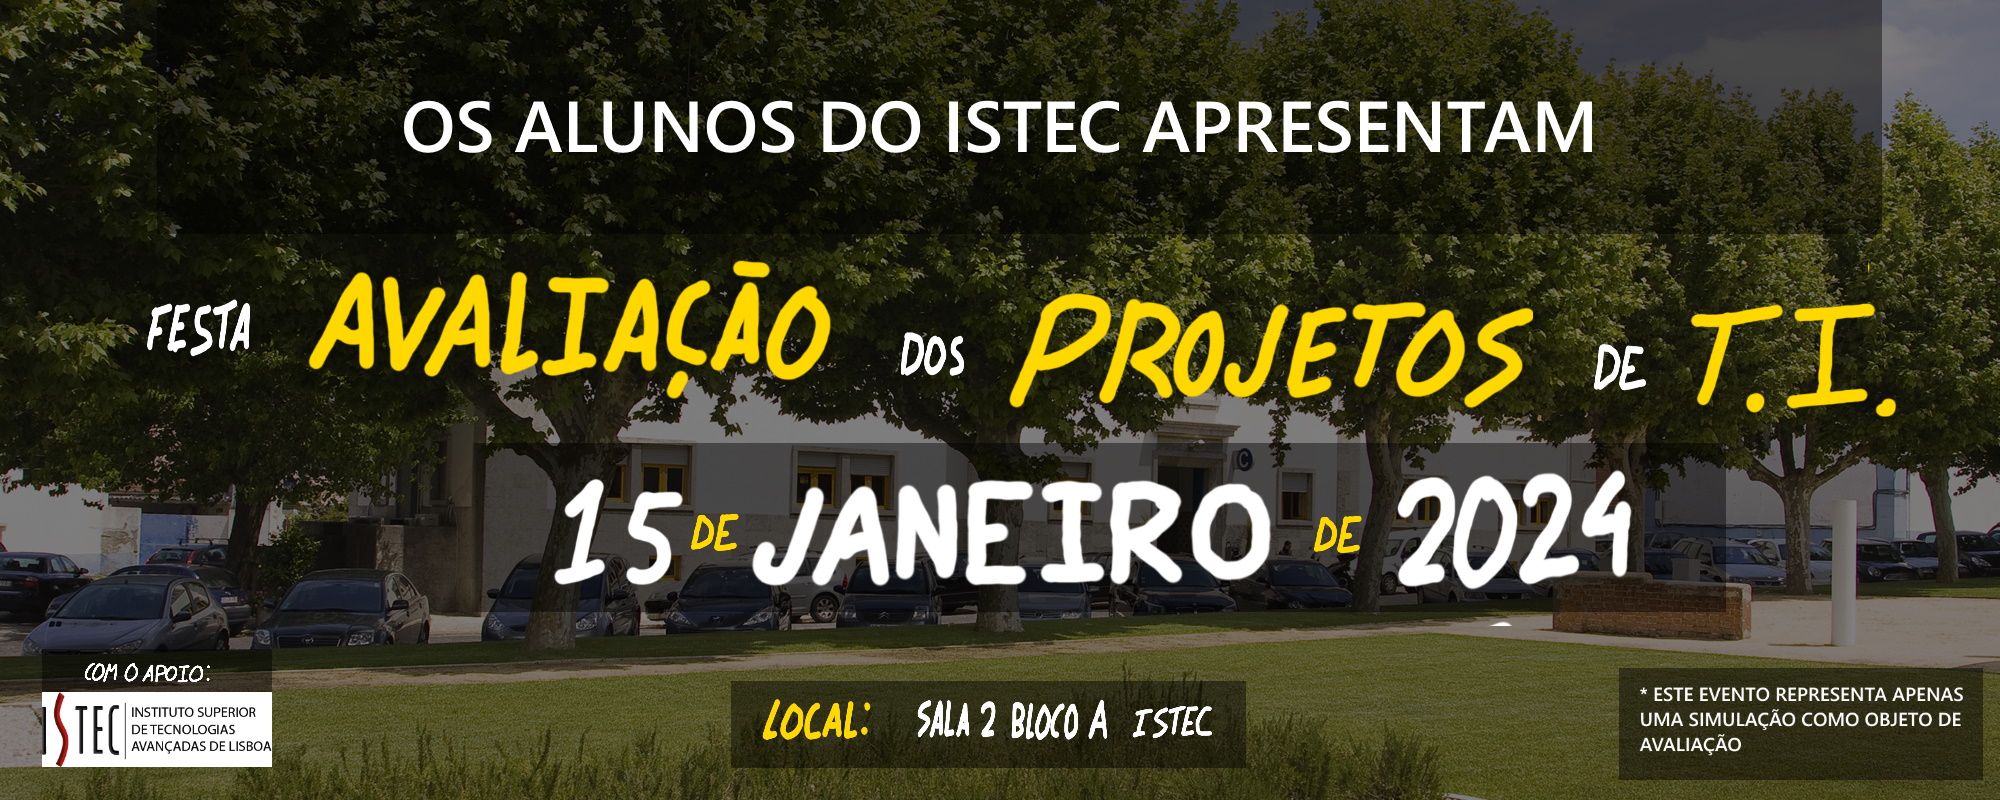 OS ALUNOS DO ISTEC APRESENTAM
FESTA AVALIAÇÃO DOS PROJETOS DE T.I.
C
15 DE JANEIRO DE 2024
COM O APOIO:
ISTEC
INSTITUTO SUPERIOR
DE TECNOLOGIAS
AVANÇADAS DE LISBOA
LOCAL: SALA 2 BLOCO A ISTEC
* ESTE EVENTO REPRESENTA APENAS
UMA SIMULAÇÃO COMO OBJETO DE
AVALIAÇÃO